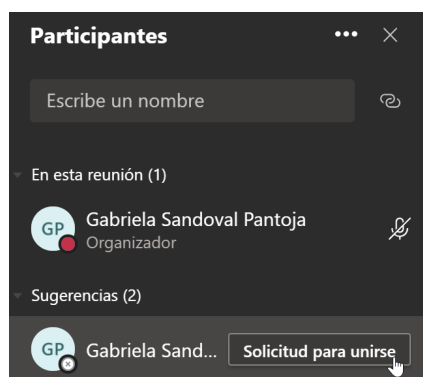 Participantes
Escribe un nombre
En esta reunión (1)
GP Gabriela Sandoval Pantoja
Organizador
Sugerencias (2)
GP Gabriela Sand... Solicitud para unirse